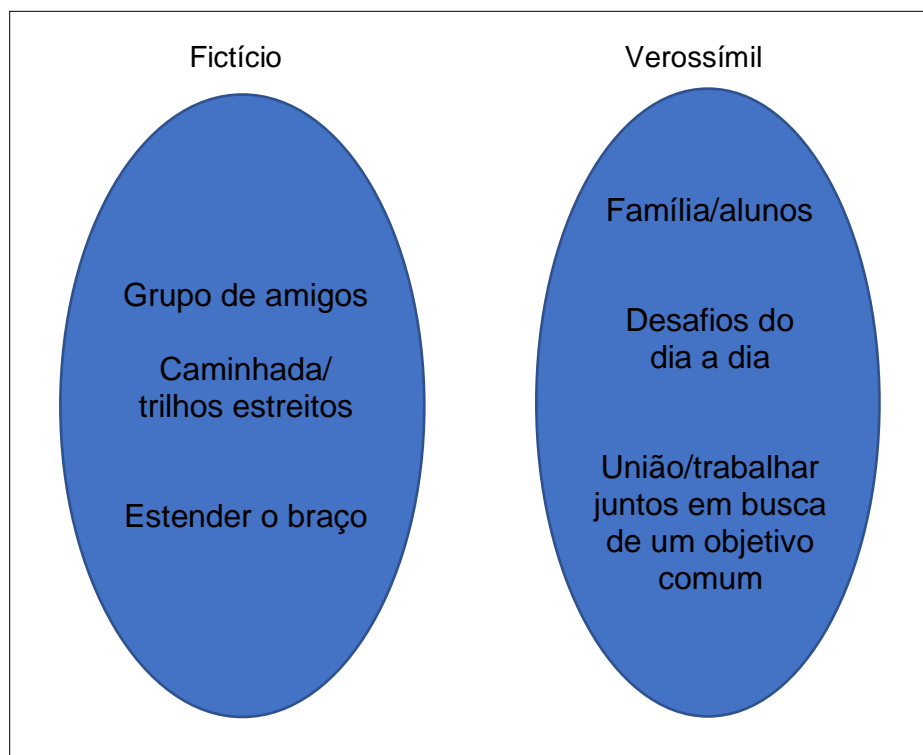 Fictício
Grupo de amigos
Caminhada/
trilhos estreitos
Estender o braço
Verossímil
Família/alunos
Desafios do
dia a dia
União/trabalhar
juntos em busca
de um objetivo
comum